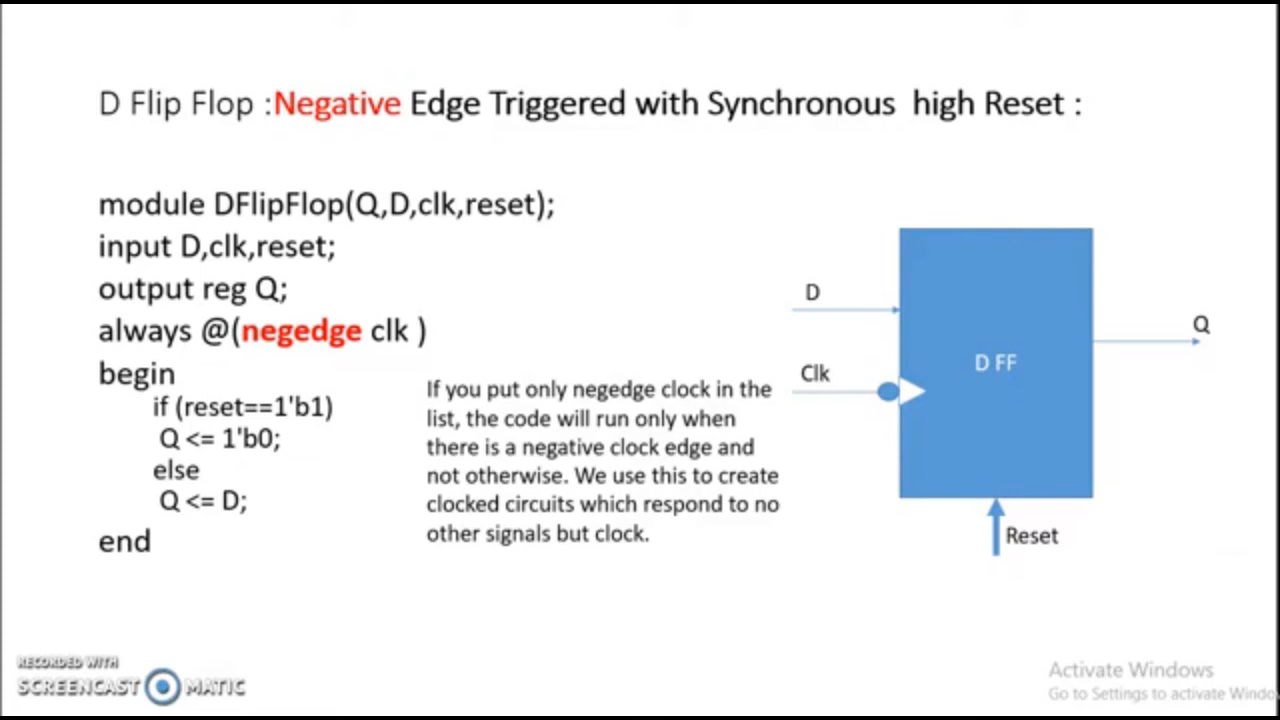 D Flip Flop :Negative Edge Triggered with Synchronous high Reset :
module DFlipFlop(Q,D,clk,reset);
input D,clk,reset;
output reg Q;
always @(negedge clk )
begin
if (reset==1'b1)
Q <= 1'b0;
else
Q <= D;
end
If you put only negedge clock in the
list, the code will run only when
there is a negative clock edge and
not otherwise. We use this to create
clocked circuits which respond to no
other signals but clock.
D
Clk
D FF
Q
Reset
RECORDED WITH
SCREENCAST MATIC
Activate Windows
Go to Settings to activate Windo